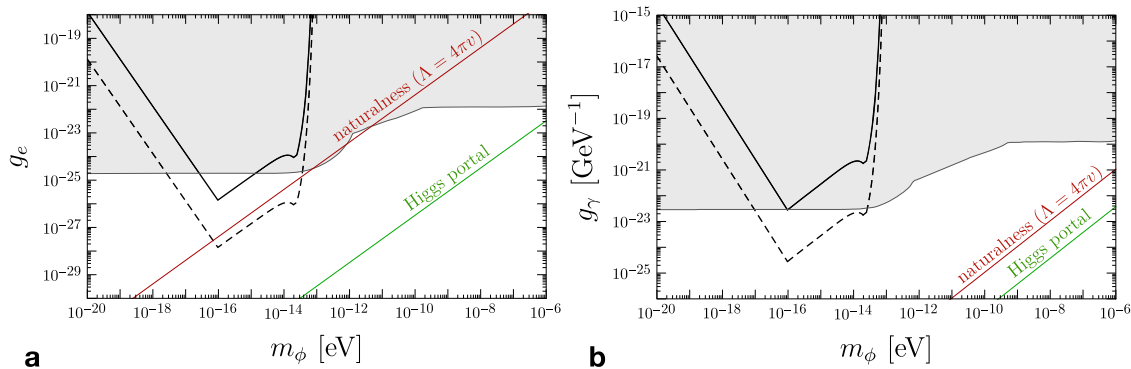 10⁻¹⁹
10⁻²¹
10⁻²³
10⁻²⁵
10⁻²⁷
10⁻²⁹
gₑ
naturalness (Λ = 4πv)
Higgs portal
10⁻²⁰ 10⁻¹⁸ 10⁻¹⁶ 10⁻¹⁴ 10⁻¹² 10⁻¹⁰ 10⁻⁸ 10⁻⁶
a
m_ϕ [eV]
10⁻¹⁵
10⁻¹⁷
10⁻¹⁹
10⁻²¹
10⁻²³
10⁻²⁵
g_γ [GeV⁻¹]
naturalness (Λ = 4πv)
Higgs portal
10⁻²⁰ 10⁻¹⁸ 10⁻¹⁶ 10⁻¹⁴ 10⁻¹² 10⁻¹⁰ 10⁻⁸ 10⁻⁶
b
m_ϕ [eV]